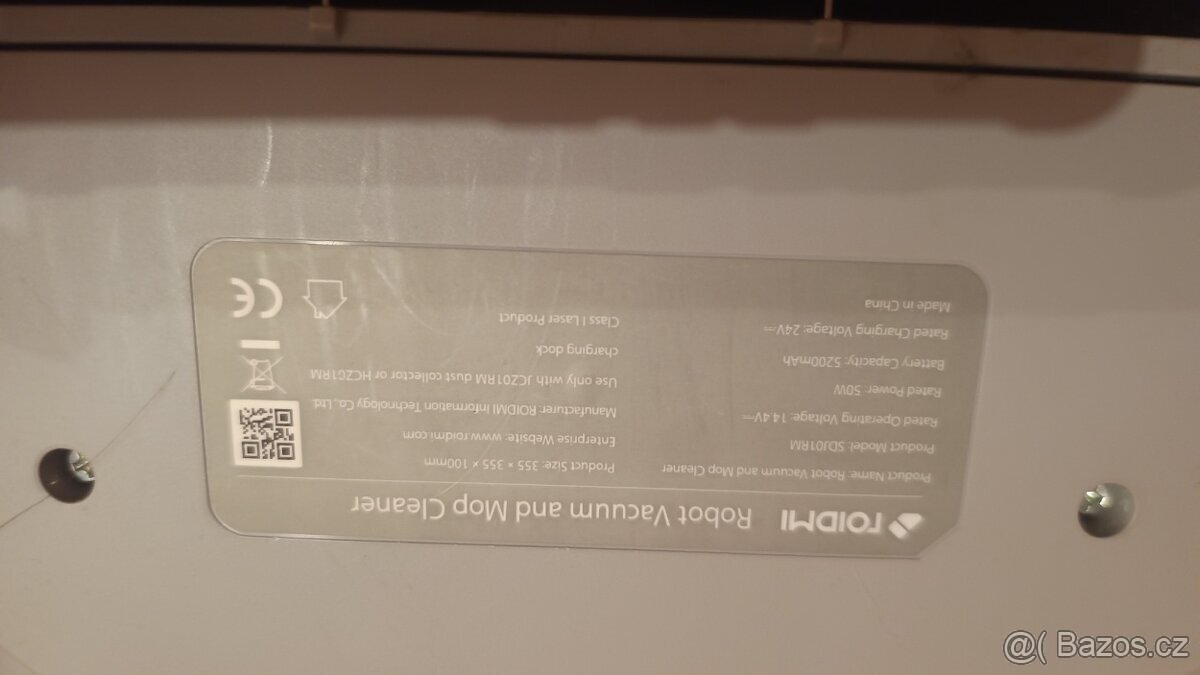 ROIDMI Robot Vacuum and Mop Cleaner
Product Name: Robot Vacuum and Mop Cleaner
Product Model: SDJ01RM
Rated Operating Voltage: 14.4V⎓
Rated Power: 50W
Battery Capacity: 5200mAh
Rated Charging Voltage: 24V⎓
Made in China
Product Size: 355 × 355 × 100mm
Enterprise Website: www.roidmi.com
Manufacturer: ROIDMI Information Technology Co., Ltd.
Use only with JCZ01RM dust collector or HCZC01RM
charging dock
Class I Laser Product
CE
@( Bazos.cz